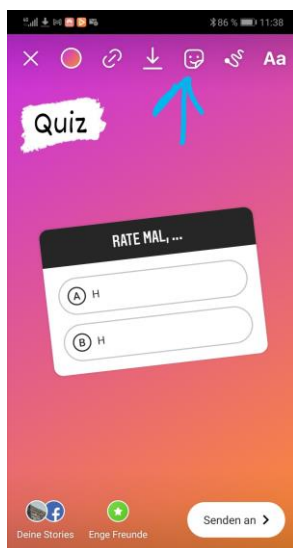 86 % 11:38
Aa
Quiz
RATE MAL, ...
A H
B H
Deine Stories
Enge Freunde
Senden an >